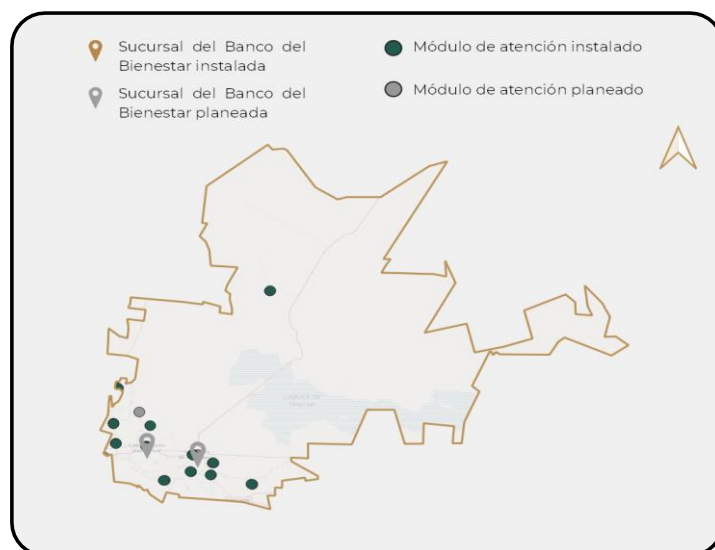 Sucursal del Banco del
Bienestar instalada
Sucursal del Banco del
Bienestar planeada
Módulo de atención instalado
Módulo de atención planeado